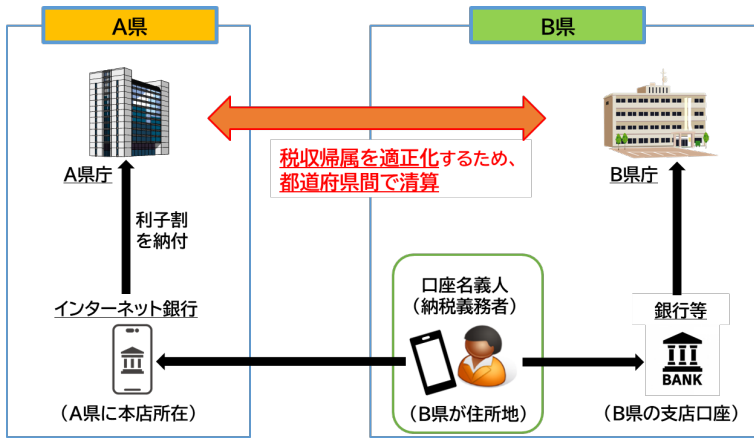 A県
B県
税収帰属を適正化するため、
都道府県間で清算
A県庁
B県庁
利子割
を納付
口座名義人
(納税義務者)
インターネット銀行
銀行等
BANK
(A県に本店所在)
(B県が住所地)
(B県の支店口座)